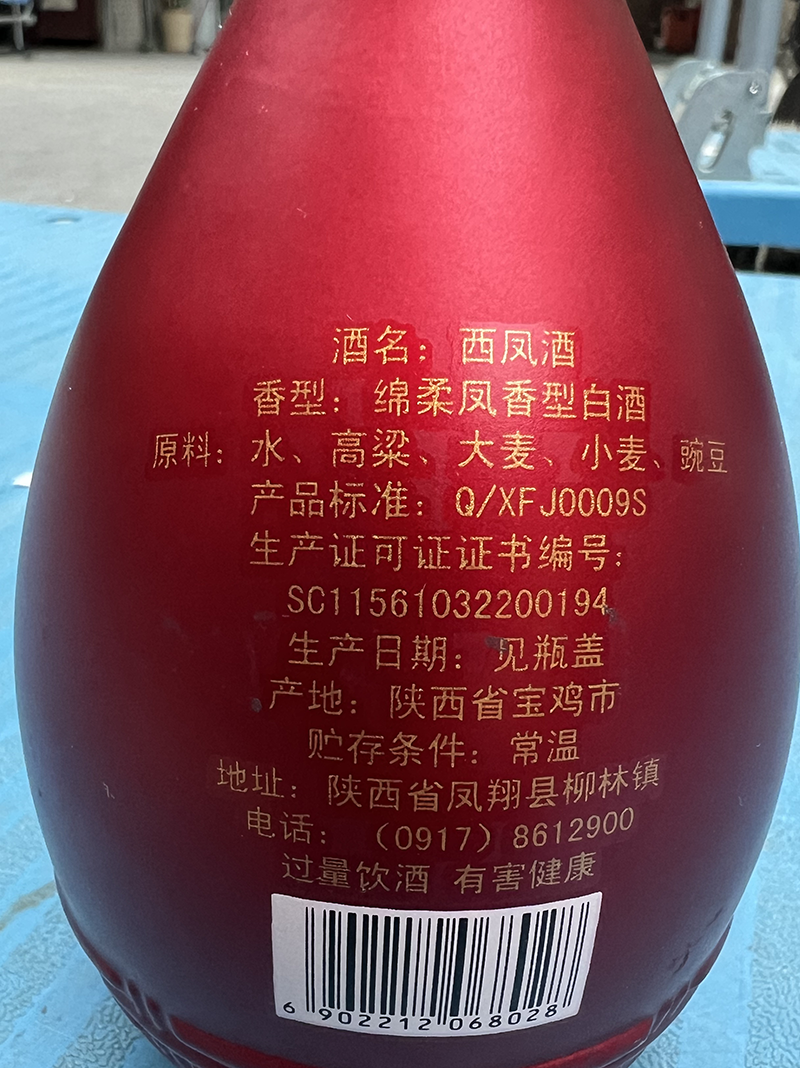 酒名：西凤酒
香型：绵柔凤香型白酒
原料：水、高粱、大麦、小麦、豌豆
产品标准：Q/XFJ0009S
生产证可证证书编号：
SC11561032200194
生产日期：见瓶盖
产地：陕西省宝鸡市
贮存条件：常温
地址：陕西省凤翔县柳林镇
电话：（0917）8612900
过量饮酒 有害健康
6 902212 068028